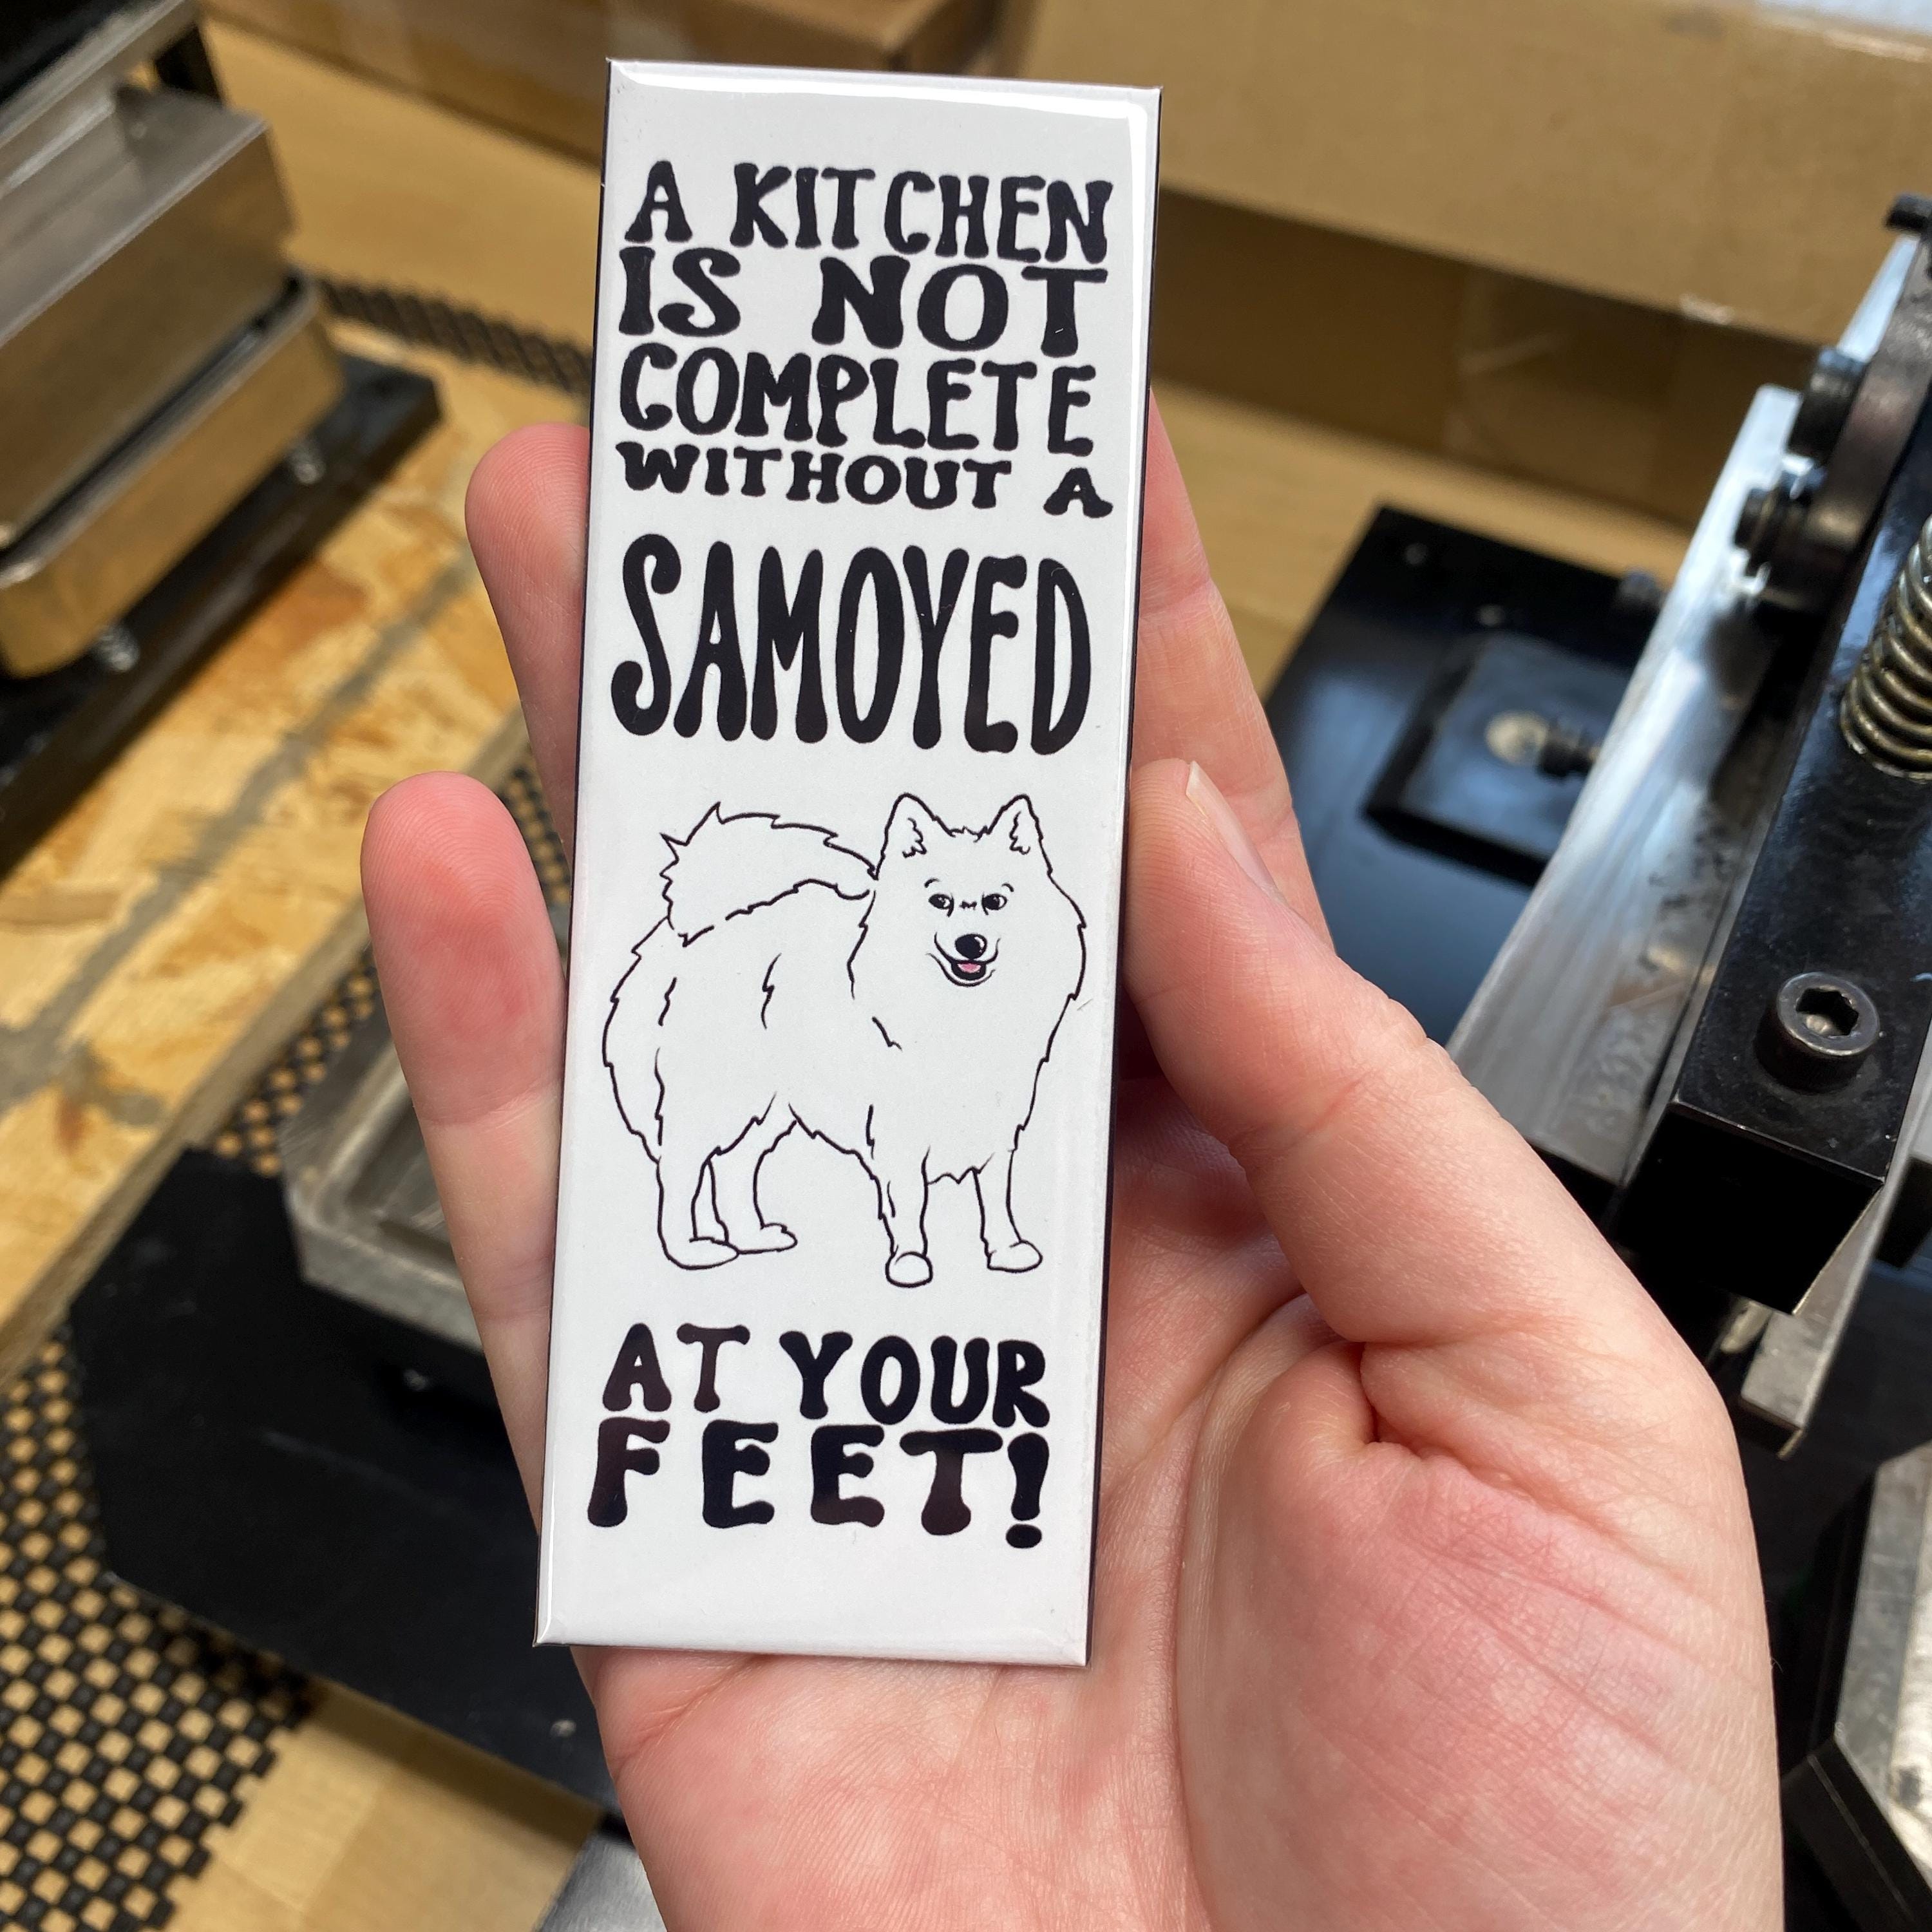 A KITCHEN
IS NOT
COMPLETE
WITHOUT A
SAMOYED
AT YOUR
FEET!